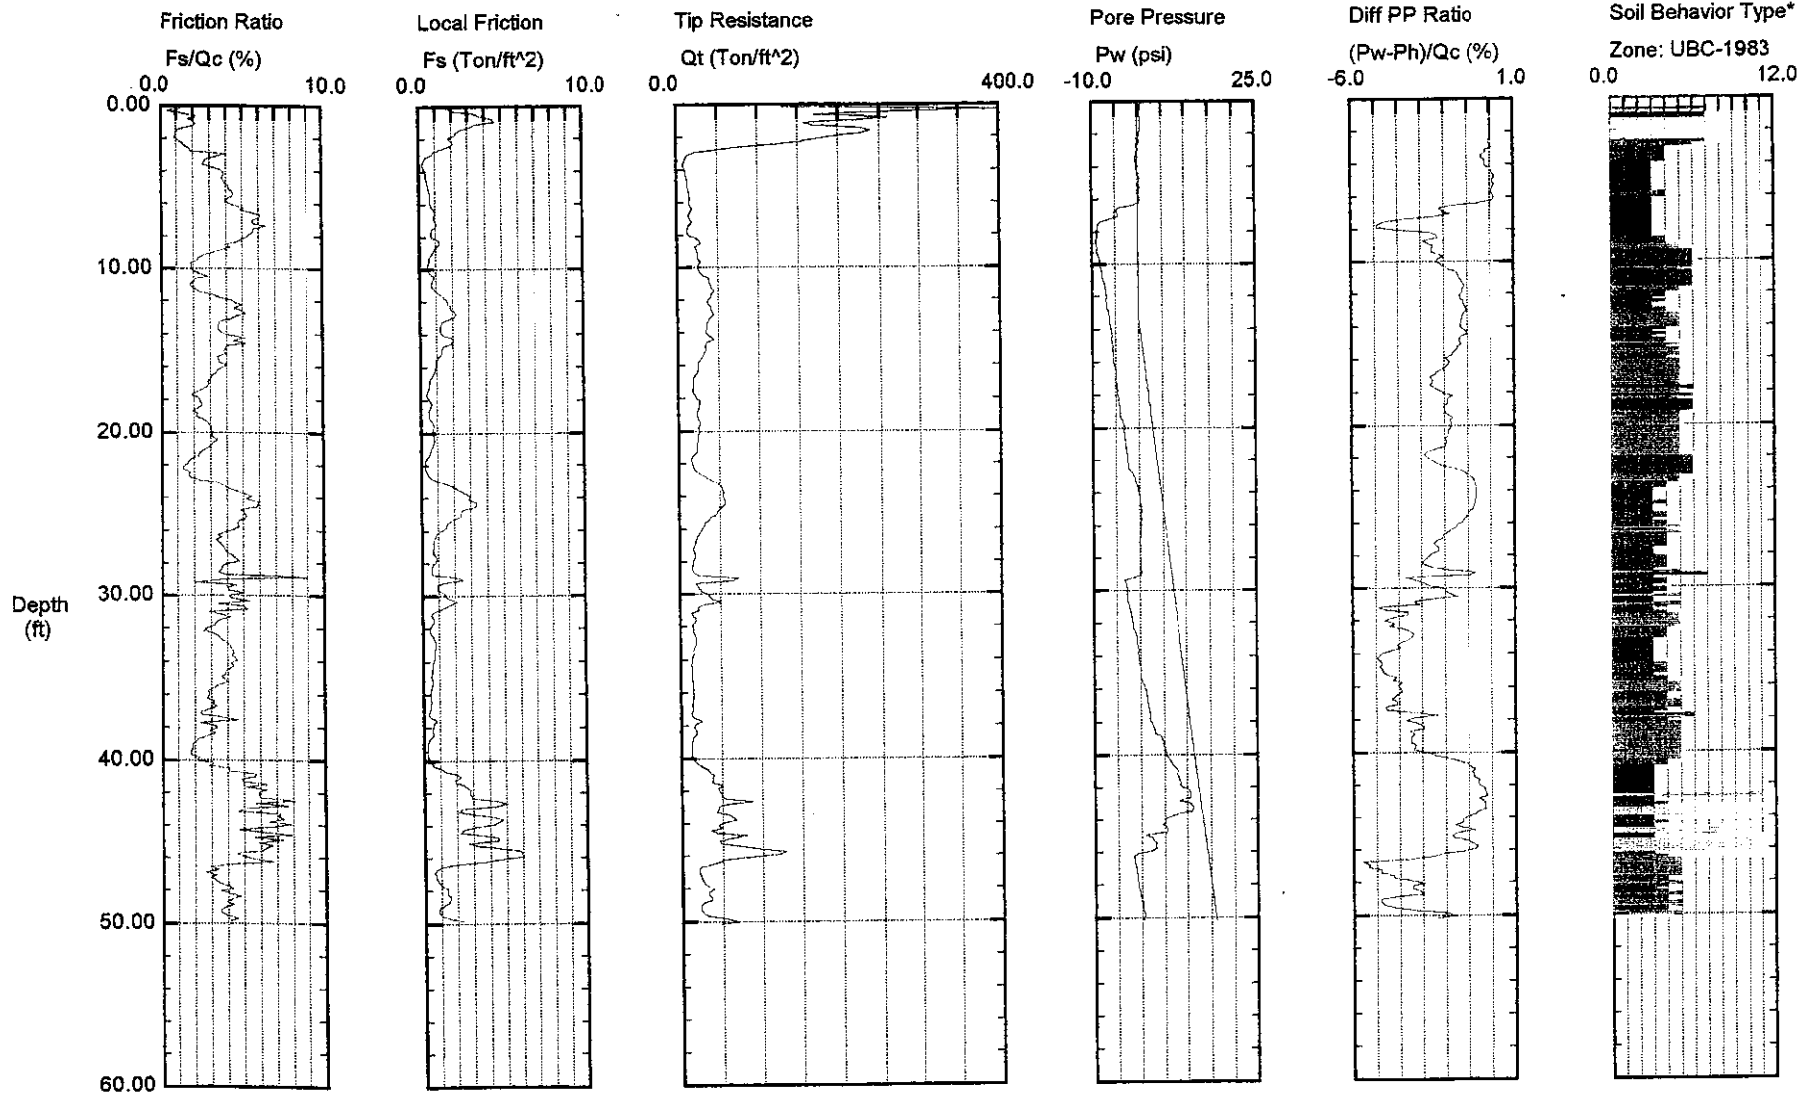 Friction Ratio
Fs/Qc (%)
0.0 10.0
Local Friction
Fs (Ton/ft^2)
0.0 10.0
Tip Resistance
Qt (Ton/ft^2)
0.0 400.0
Pore Pressure
Pw (psi)
-10.0 25.0
Diff PP Ratio
(Pw-Ph)/Qc (%)
-6.0 1.0
Soil Behavior Type*
Zone: UBC-1983
0.0 12.0
0.00
10.00
20.00
30.00
Depth
(ft)
40.00
50.00
60.00